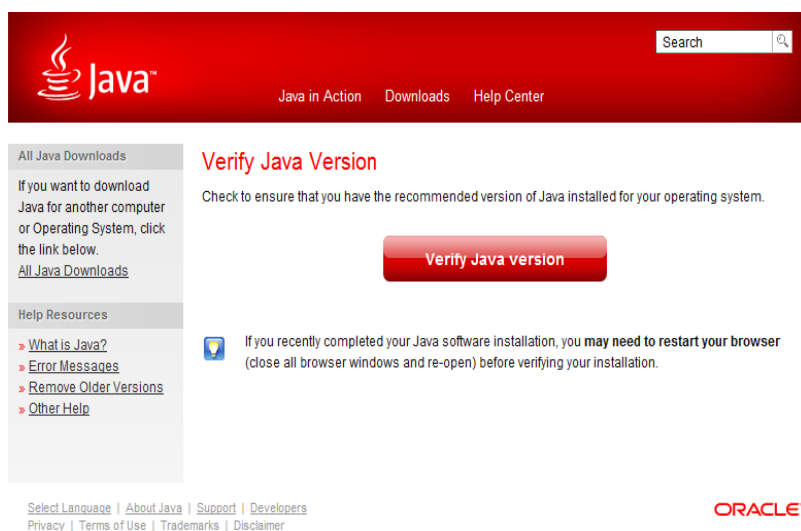 Search
Java™
Java in Action Downloads Help Center
All Java Downloads
If you want to download
Java for another computer
or Operating System, click
the link below.
All Java Downloads
Help Resources
» What is Java?
» Error Messages
» Remove Older Versions
» Other Help
Verify Java Version
Check to ensure that you have the recommended version of Java installed for your operating system.
Verify Java version
If you recently completed your Java software installation, you may need to restart your browser
(close all browser windows and re-open) before verifying your installation.
Select Language | About Java | Support | Developers
Privacy | Terms of Use | Trademarks | Disclaimer
ORACLE